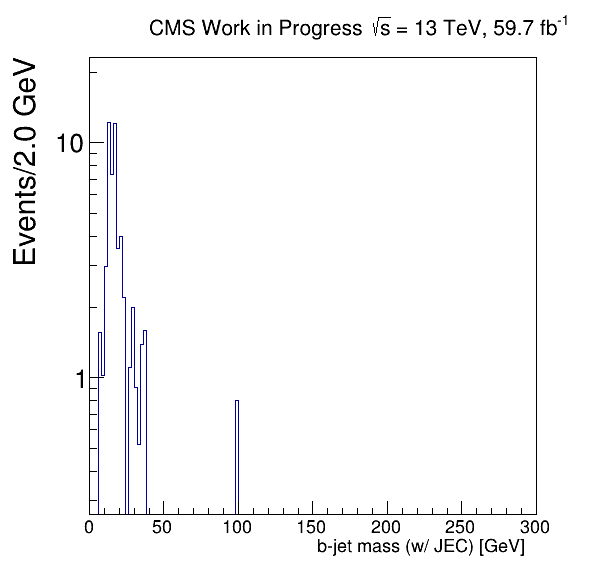 CMS Work in Progress √s = 13 TeV, 59.7 fb⁻¹
Events/2.0 GeV
10
1
0 50 100 150 200 250 300
b-jet mass (w/ JEC) [GeV]